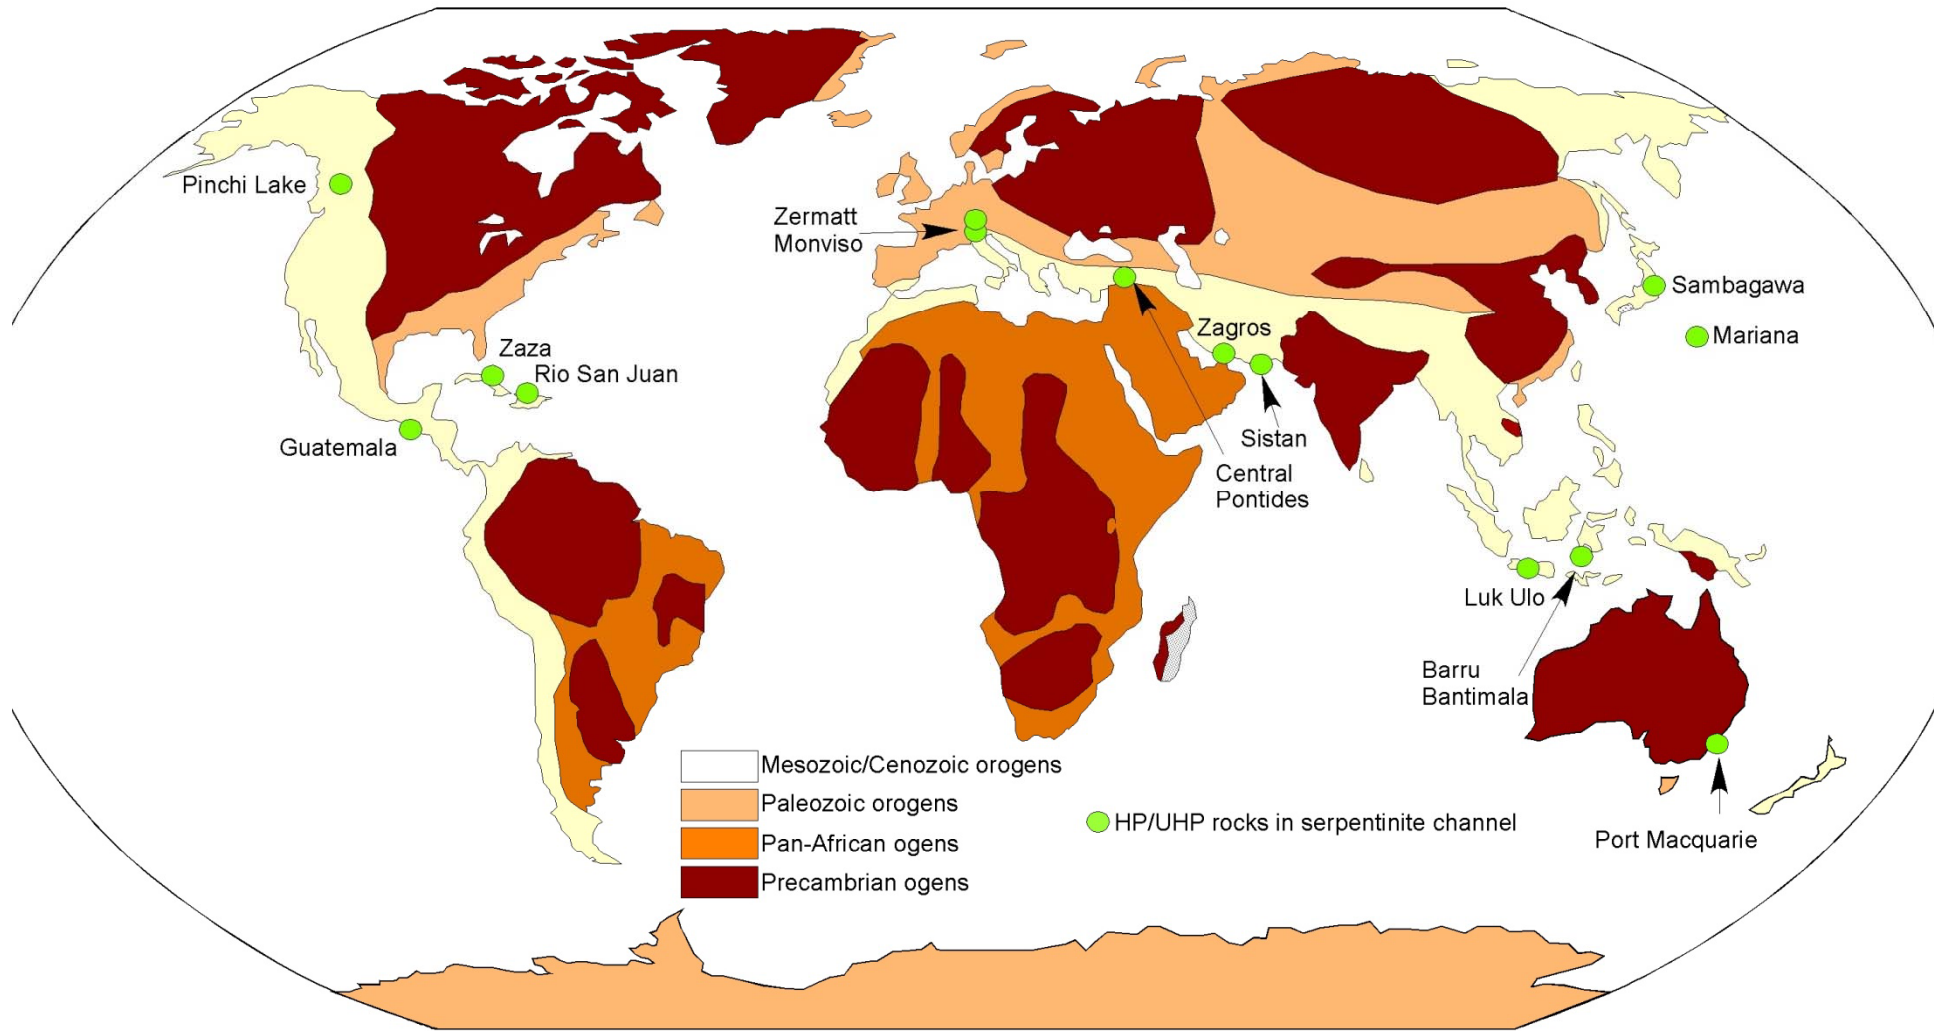 Pinchi Lake
Zermatt
Monviso
Sambagawa
Mariana
Zagros
Zaza
Rio San Juan
Guatemala
Sistan
Central
Pontides
Luk Ulo
Barru
Bantimala
Mesozoic/Cenozoic orogens
Paleozoic orogens
Pan-African ogens
Precambrian ogens
HP/UHP rocks in serpentinite channel
Port Macquarie